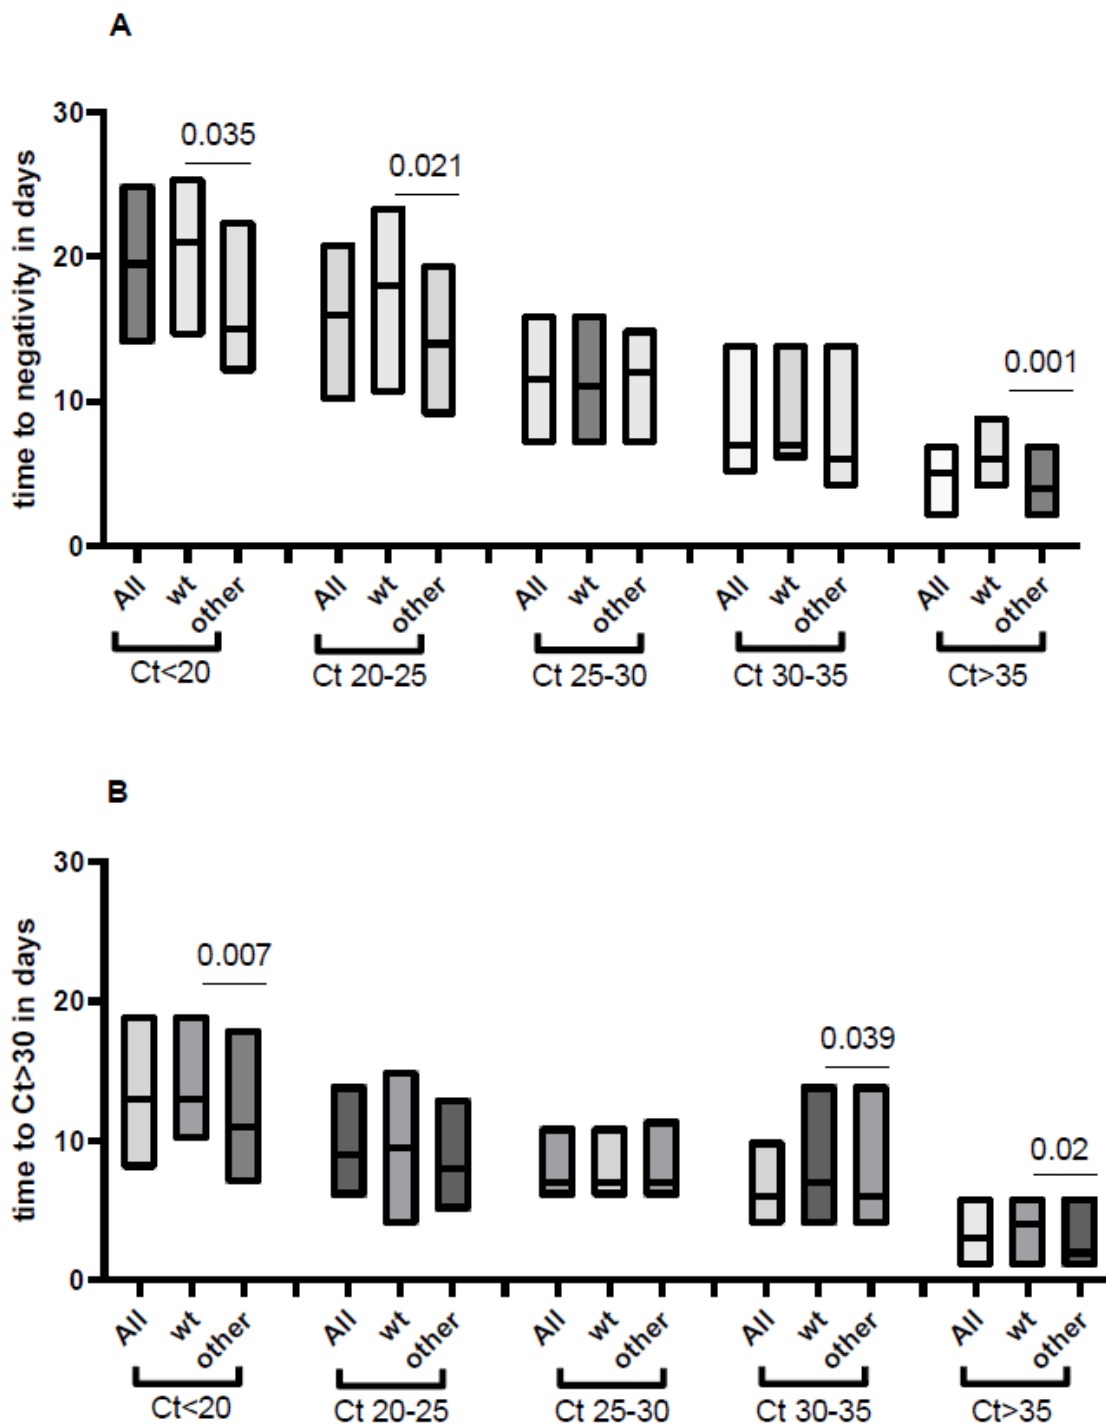 A
time to negativity in days
30
20
10
0
0.035
0.021
0.001
All wt other All wt other All wt other All wt other All wt other
Ct<20 Ct 20-25 Ct 25-30 Ct 30-35 Ct>35
B
time to Ct>30 in days
30
20
10
0
0.007
0.039
0.02
All wt other All wt other All wt other All wt other All wt other
Ct<20 Ct 20-25 Ct 25-30 Ct 30-35 Ct>35